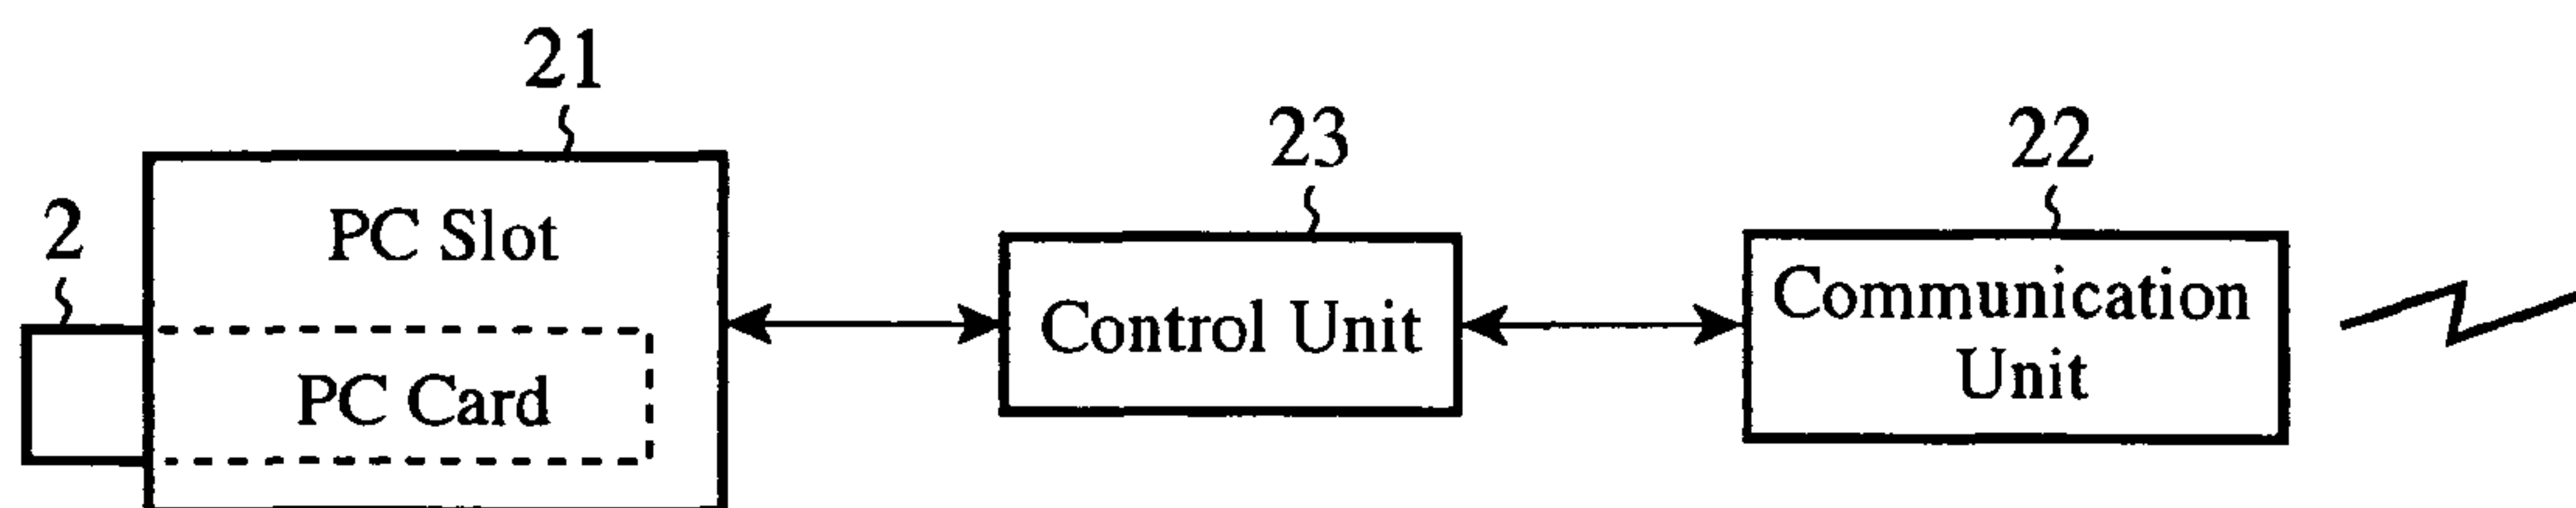 21
23
22
2
PC Slot
Control Unit
Communication
Unit
PC Card